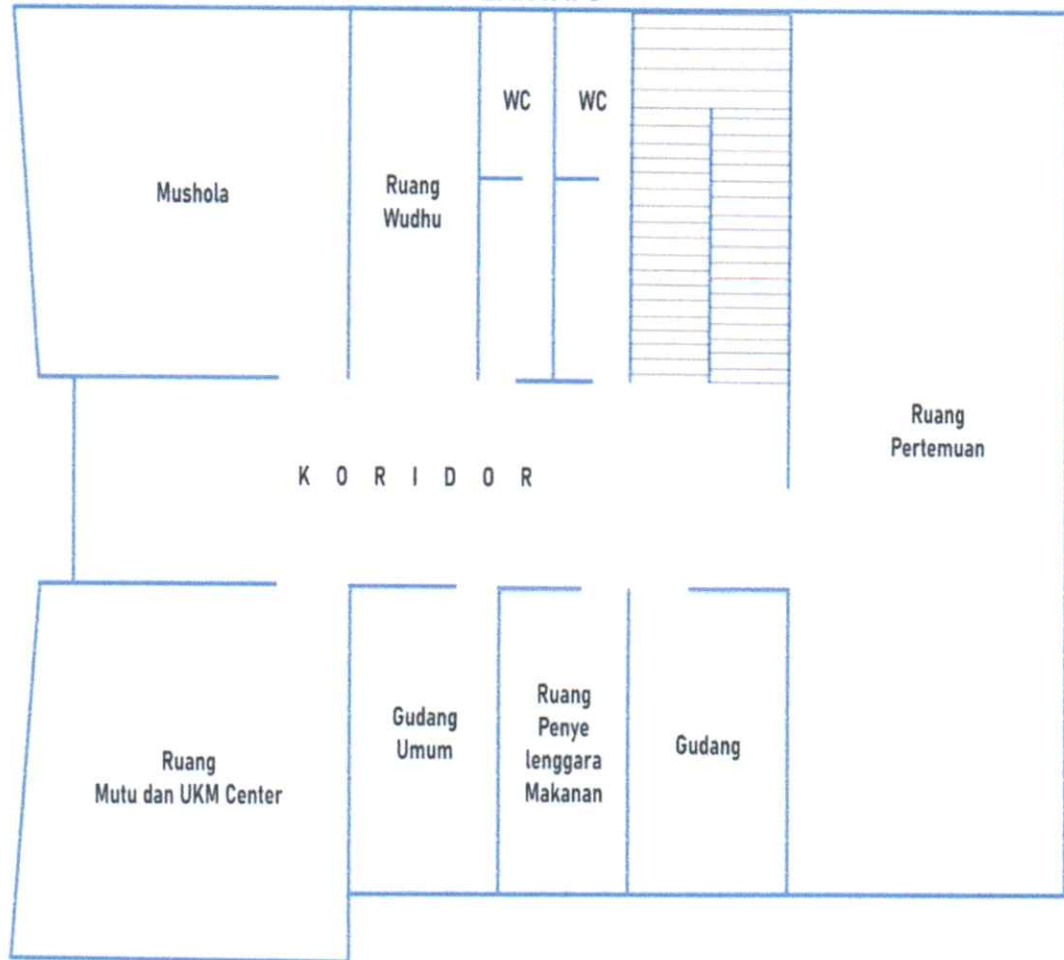 WC
WC
Mushola
Ruang
Wudhu
Ruang
Pertemuan
K O R I D O R
Ruang
Mutu dan UKM Center
Gudang
Umum
Ruang
Penye
lenggara
Makanan
Gudang